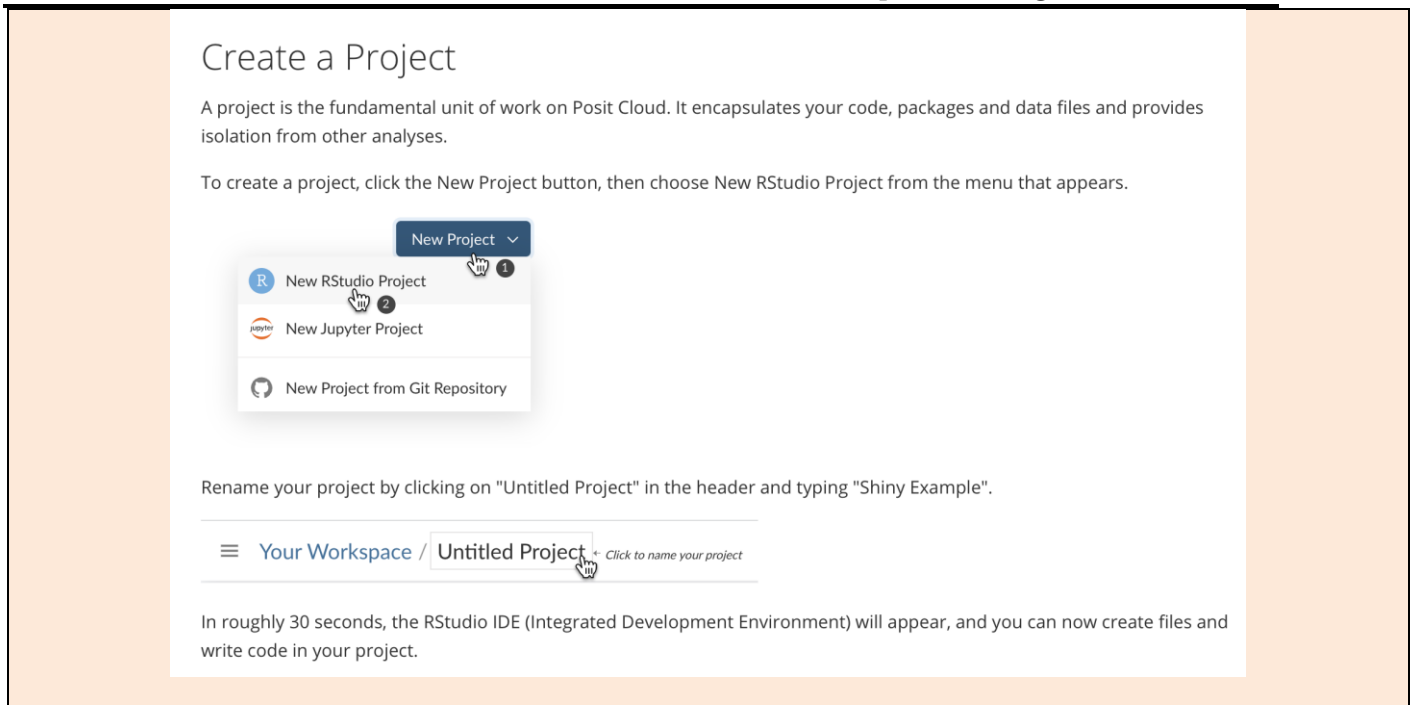 Create a Project
A project is the fundamental unit of work on Posit Cloud. It encapsulates your code, packages and data files and provides
isolation from other analyses.
To create a project, click the New Project button, then choose New RStudio Project from the menu that appears.
New Project
1
R New RStudio Project
2
jupyter New Jupyter Project
New Project from Git Repository
Rename your project by clicking on "Untitled Project" in the header and typing "Shiny Example".
Your Workspace / Untitled Project ← Click to name your project
In roughly 30 seconds, the RStudio IDE (Integrated Development Environment) will appear, and you can now create files and
write code in your project.